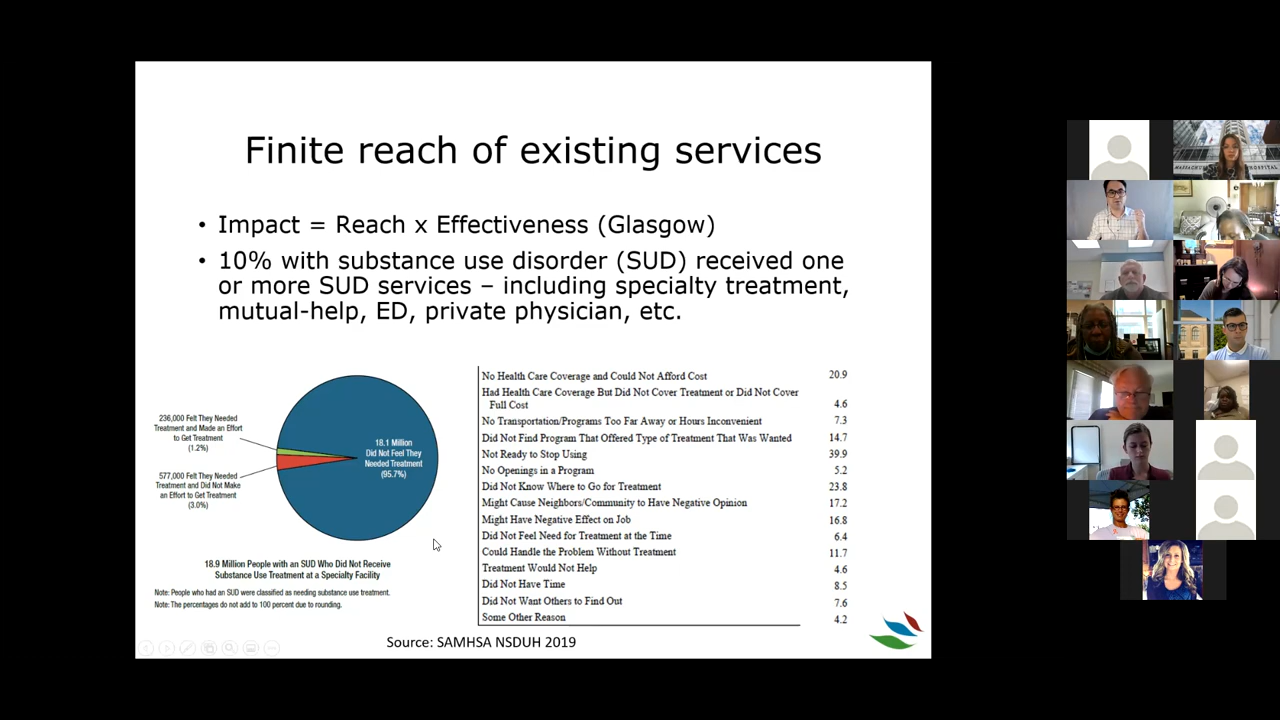 Finite reach of existing services
• Impact = Reach x Effectiveness (Glasgow)
• 10% with substance use disorder (SUD) received one
or more SUD services – including specialty treatment,
mutual-help, ED, private physician, etc.
236,000 Felt They Needed
Treatment and Made an Effort
to Get Treatment
(1.2%)
577,000 Felt They Needed
Treatment and Did Not Make
an Effort to Get Treatment
(3.0%)
18.1 Million
Did Not Feel They
Needed Treatment
(95.7%)
18.9 Million People with an SUD Who Did Not Receive
Substance Use Treatment at a Specialty Facility
Note: People who had an SUD were classified as needing substance use treatment.
Note: The percentages do not add to 100 percent due to rounding.
No Health Care Coverage and Could Not Afford Cost 20.9
Had Health Care Coverage But Did Not Cover Treatment or Did Not Cover
Full Cost 4.6
No Transportation/Programs Too Far Away or Hours Inconvenient 7.3
Did Not Find Program That Offered Type of Treatment That Was Wanted 14.7
Not Ready to Stop Using 39.9
No Openings in a Program 5.2
Did Not Know Where to Go for Treatment 23.8
Might Cause Neighbors/Community to Have Negative Opinion 17.2
Might Have Negative Effect on Job 16.8
Did Not Feel Need for Treatment at the Time 6.4
Could Handle the Problem Without Treatment 11.7
Treatment Would Not Help 4.6
Did Not Have Time 8.5
Did Not Want Others to Find Out 7.6
Some Other Reason 4.2
Source: SAMHSA NSDUH 2019
HOSPITAL